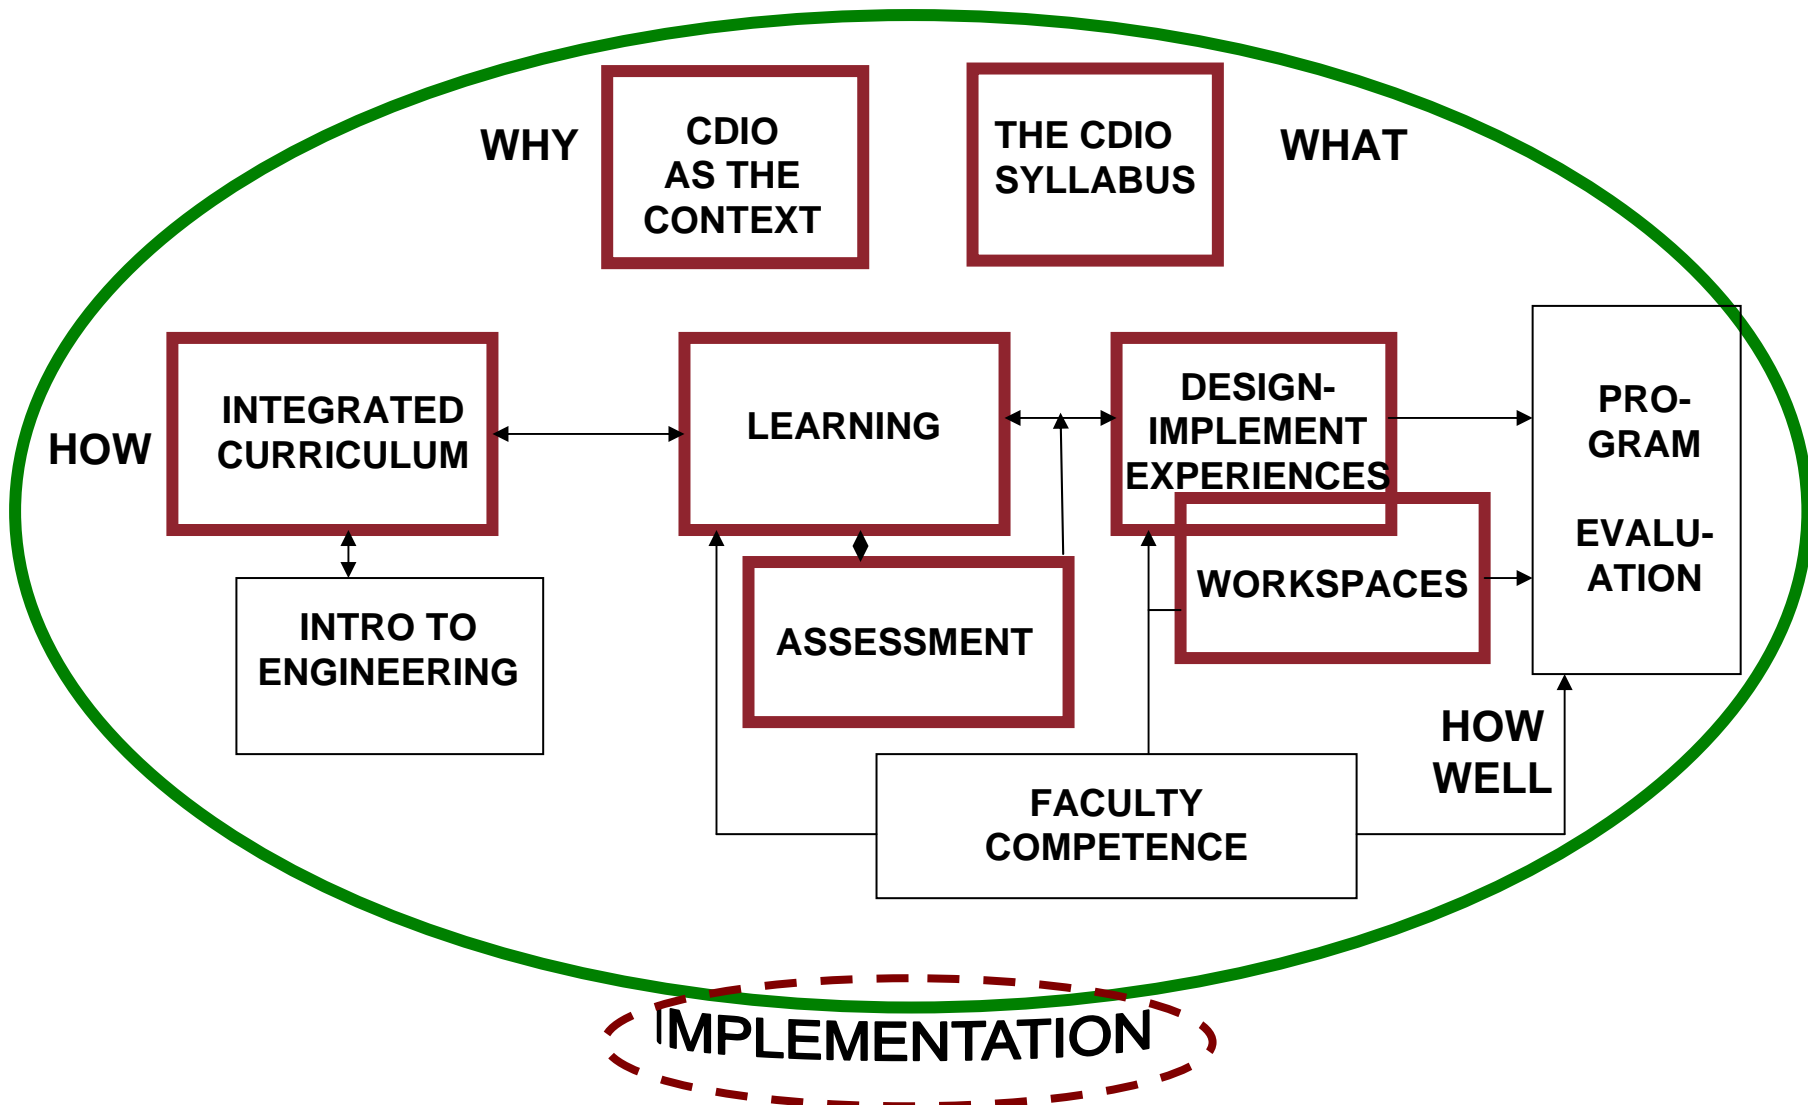 WHY
CDIO
AS THE
CONTEXT
THE CDIO
SYLLABUS
WHAT
HOW
INTEGRATED
CURRICULUM
LEARNING
DESIGN-
IMPLEMENT
EXPERIENCES
PRO-
GRAM
EVALU-
ATION
WORKSPACES
INTRO TO
ENGINEERING
ASSESSMENT
HOW
WELL
FACULTY
COMPETENCE
IMPLEMENTATION